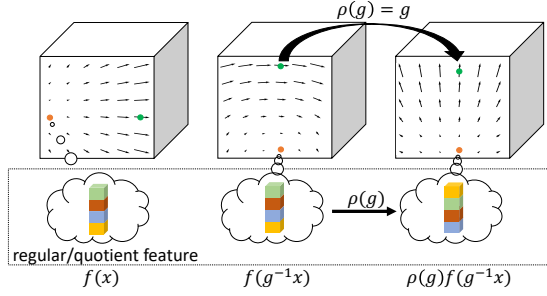 ρ(g) = g
ρ(g)
regular/quotient feature
f(x)
f(g⁻¹x)
ρ(g)f(g⁻¹x)